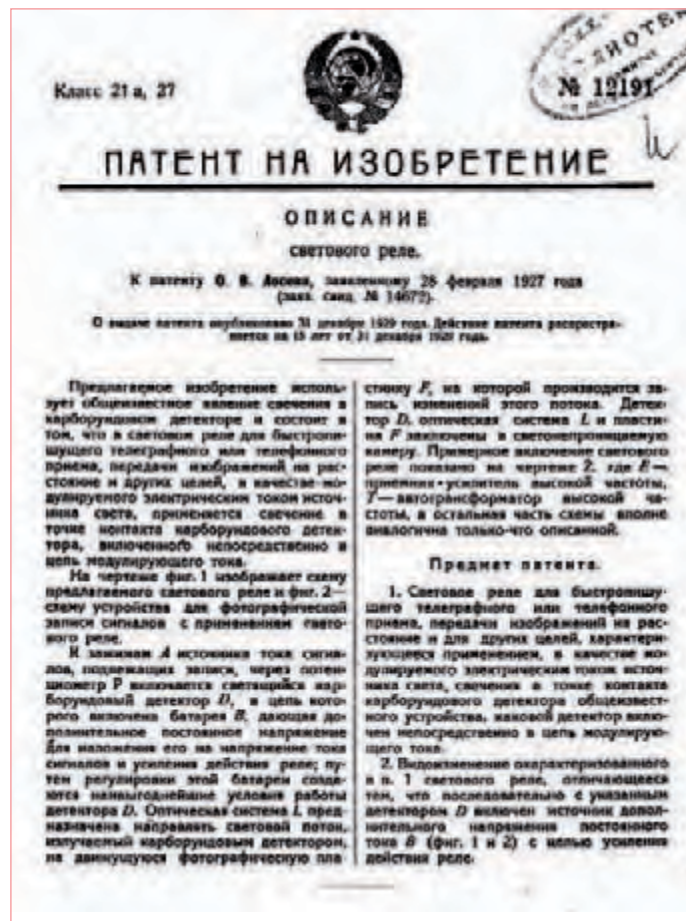 Класс 21 а, 27
№ 12191
ПАТЕНТ НА ИЗОБРЕТЕНИЕ
ОПИСАНИЕ
светового реле.
К патенту О. В. Лосева, заявленному 28 февраля 1927 года
(заяв. свид. № 14672).
О выдаче патента опубликовано 31 декабря 1929 года. Действие патента распростра-
няется на 15 лет от 31 декабря 1929 года.
Предлагаемое изобретение исполь-
зует общеизвестное явление свечения в
карборундовом детекторе и состоит в
том, что в световом реле для быстропи-
шущего телеграфного или телефонного
приема, передачи изображений на рас-
стояние и других целей, в качестве мо-
дулируемого электрическим током источ-
ника света, применяется свечение в
точке контакта карборундового детек-
тора, включенного непосредственно в
цепь модулирующего тока.
На чертеже фиг. 1 изображает схему
предлагаемого светового реле и фиг. 2—
схему устройства для фотографической
записи сигналов с применением свето-
вого реле.
К зажимам А источника тока сигна-
лов, подлежащих записи, через потен-
циометр P включается светящийся кар-
борундовый детектор D, в цепь кото-
рого включена батарея B, дающая до-
полнительное постоянное напряжение
для наложения его на напряжение тока
сигналов и усиления действия реле; пу-
тем регулировки этой батареи созда-
ются наивыгоднейшие условия работы
детектора D. Оптическая система L пред-
назначена направлять световой поток,
излучаемый карборундовым детектором,
на движущуюся фотографическую пла-
стинку F, на которой производится за-
пись изменений этого потока. Детек-
тор D, оптическая система L и пласти-
на F заключены в светонепроницаемую
камеру. Примерное включение светового
реле показано на чертеже 2, где E—
приемник-усилитель высокой частоты,
T—автотрансформатор высокой ча-
стоты, а остальная часть схемы вполне
аналогична только-что описанной.
Предмет патента.
1. Световое реле для быстропишу-
щего телеграфного или телефонного
приема, передачи изображений на рас-
стояние и для других целей, характери-
зующееся применением, в качестве мо-
дулируемого электрическим током источ-
ника света, свечения в точке контакта
карборундового детектора общеизвест-
ного устройства, каковой детектор вклю-
чен непосредственно в цепь модулирую-
щего тока.
2. Видоизменение охарактеризованного
в п. 1 светового реле, отличающееся
тем, что последовательно с указанным
детектором D включен источник допол-
нительного напряжения постоянного
тока B (фиг. 1 и 2) с целью усиления
действия реле.